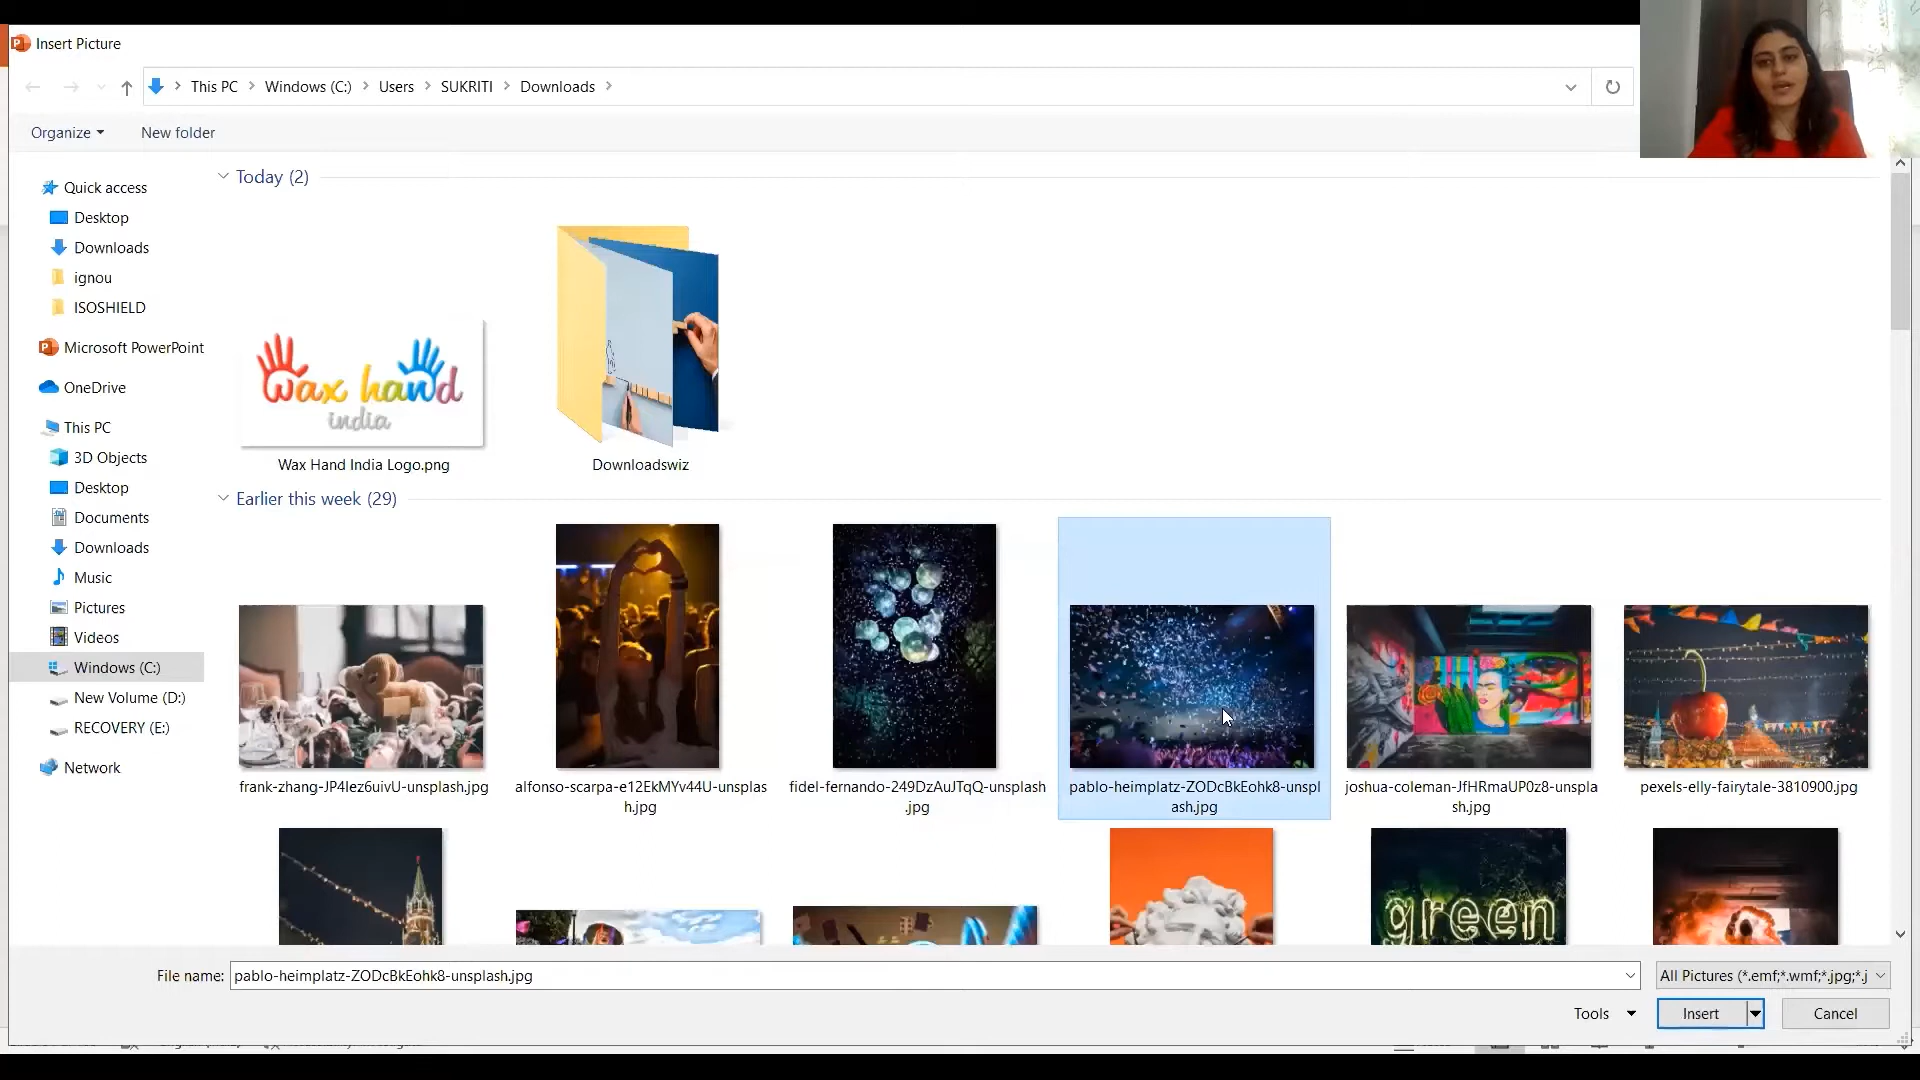 Insert Picture
This PC
Windows (C:)
Users
SUKRITI
Downloads
Organize
New folder
Quick access
Desktop
Downloads
ignou
ISOSHIELD
Microsoft PowerPoint
OneDrive
This PC
3D Objects
Desktop
Documents
Downloads
Music
Pictures
Videos
Windows (C:)
New Volume (D:)
RECOVERY (E:)
Network
Today (2)
wax hand
india
Wax Hand India Logo.png
Downloadswiz
Earlier this week (29)
frank-zhang-JP4lez6uivU-unsplash.jpg
alfonso-scarpa-e12EkMYv44U-unsplas
h.jpg
fidel-fernando-249DzAuJTqQ-unsplash
.jpg
pablo-heimplatz-ZODcBkEohk8-unspl
ash.jpg
joshua-coleman-JfHRmaUP0z8-unspla
sh.jpg
pexels-elly-fairytale-3810900.jpg
green
File name:
pablo-heimplatz-ZODcBkEohk8-unsplash.jpg
All Pictures (*.emf;*.wmf;*.jpg;*.j
Tools
Insert
Cancel